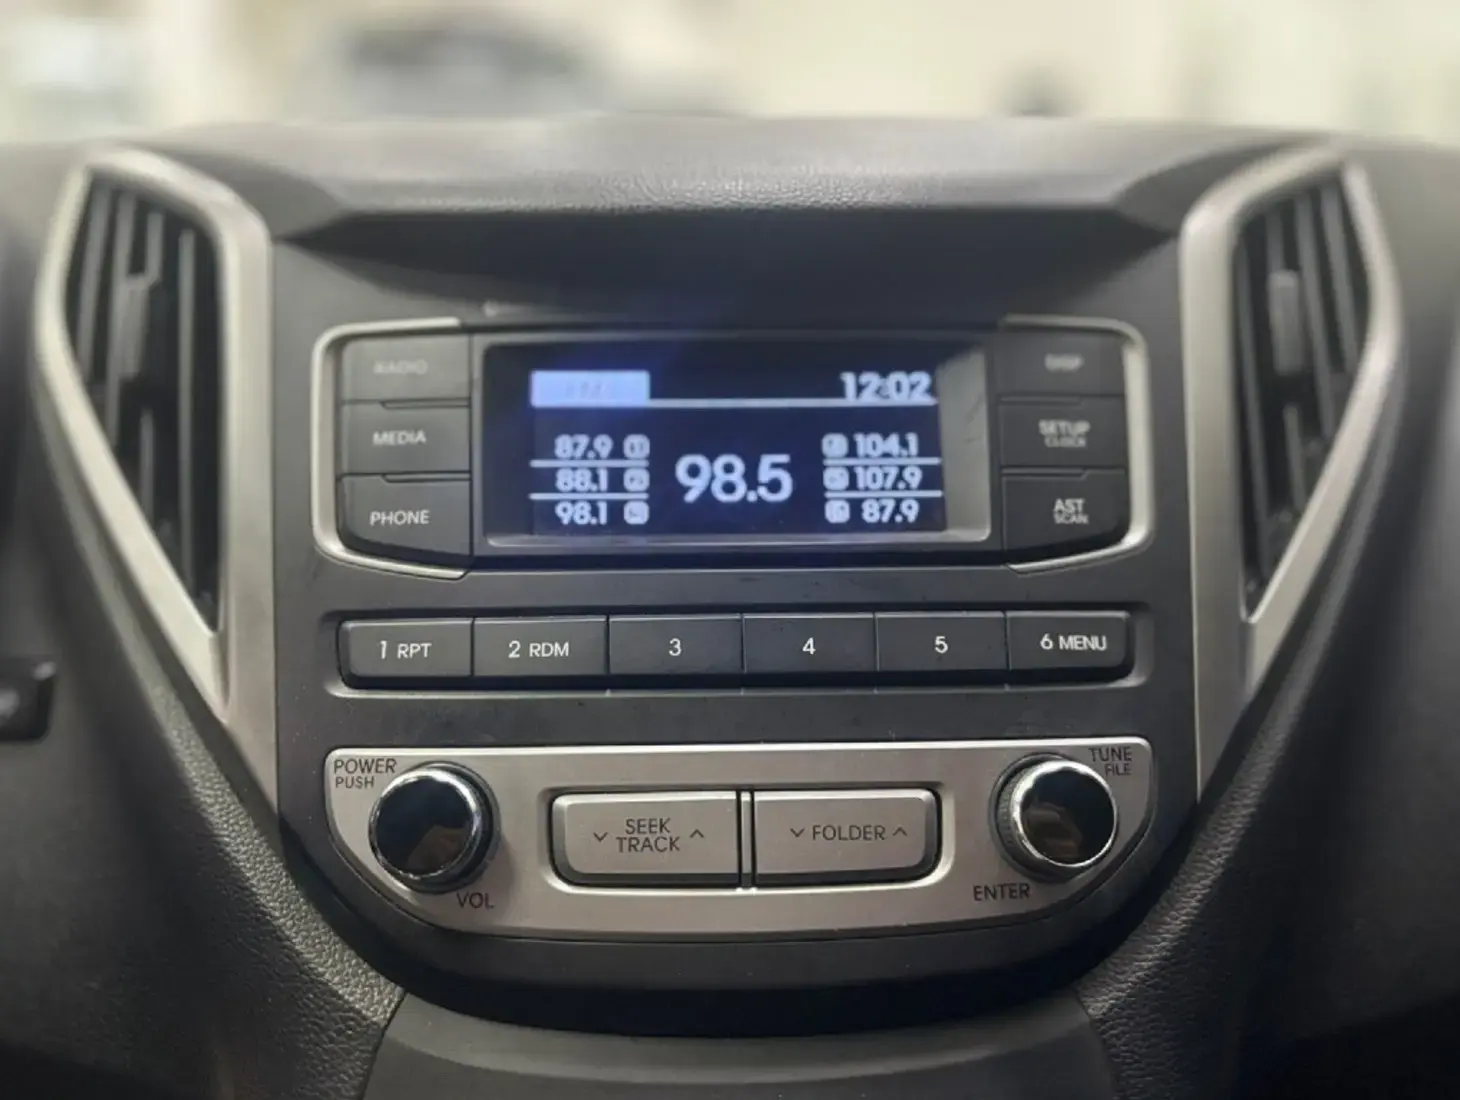 RADIO
MEDIA
PHONE
12:02
87.9
88.1
98.1
98.5
104.1
107.9
87.9
DISP
SETUP
CLOCK
AST
SCAN
1 RPT
2 RDM
3
4
5
6 MENU
POWER
PUSH
VOL
SEEK
TRACK
FOLDER
TUNE
FILE
ENTER